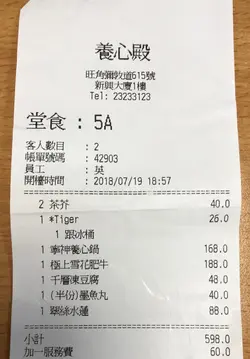 養心殿
旺角彌敦道615號
新興大廈1樓
Tel: 23233123
堂食 : 5A
客人數目 : 2
帳單號碼 : 42903
員工 : 英
開檯時間 : 2018/07/19 18:57
2 茶芥 40.0
1 *Tiger 26.0
1 跟冰桶
1 寧神養心鍋 168.0
1 極上雪花肥牛 188.0
1 千層凍豆腐 48.0
1 (半份)墨魚丸 40.0
1 翠絲水蓮 88.0
小計 598.0
加一服務費 60.0